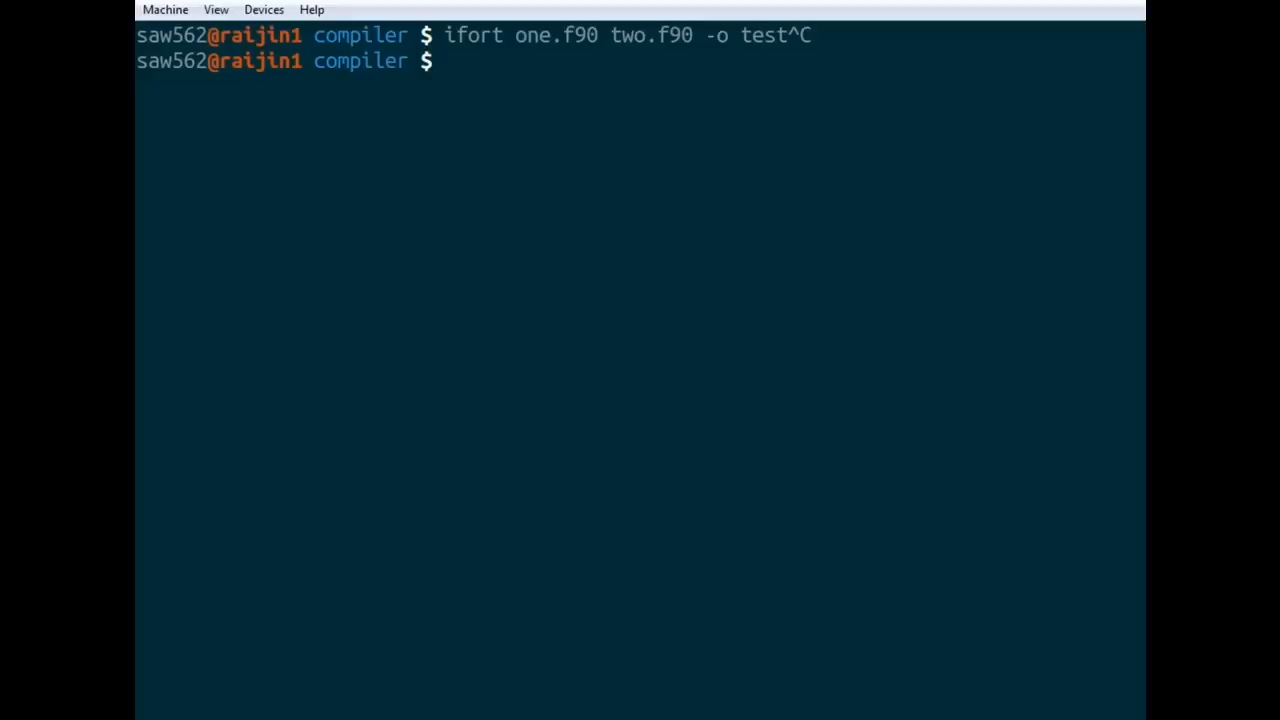 Machine View Devices Help
saw562@raijin1 compiler $ ifort one.f90 two.f90 -o test^C
saw562@raijin1 compiler $